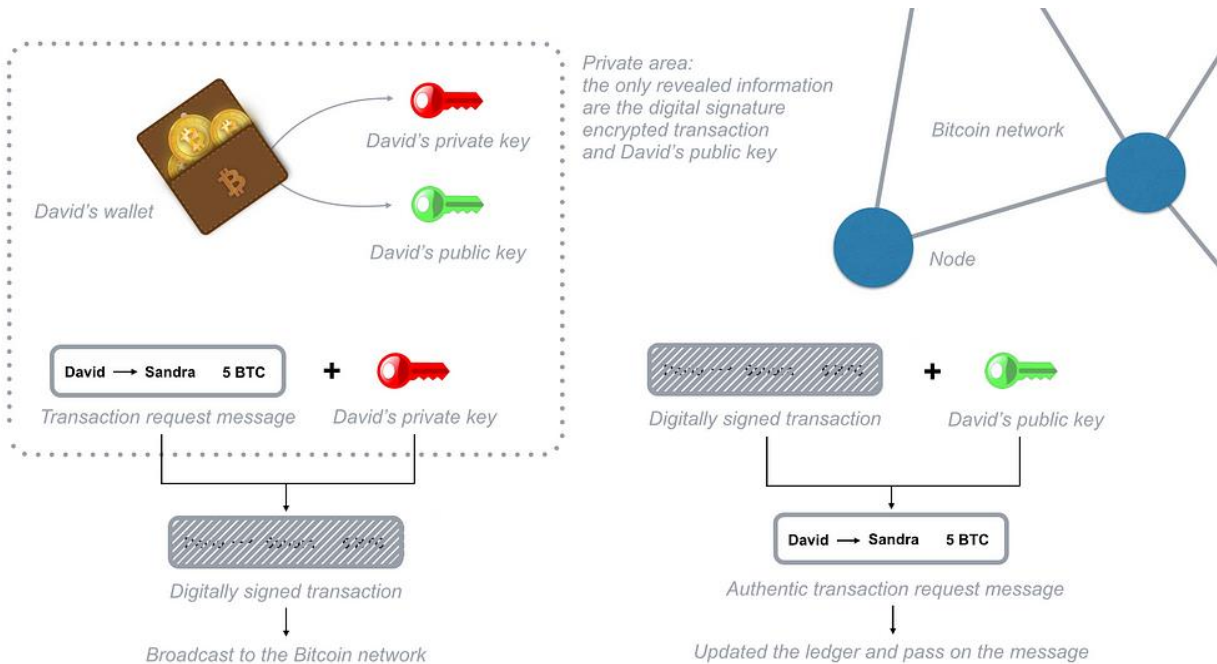 David's private key
David's wallet
David's public key
David → Sandra 5 BTC
+
Transaction request message
David's private key
Digitally signed transaction
Broadcast to the Bitcoin network
Private area:
the only revealed information
are the digital signature
encrypted transaction
and David's public key
Bitcoin network
Node
+
Digitally signed transaction
David's public key
David → Sandra 5 BTC
Authentic transaction request message
Updated the ledger and pass on the message